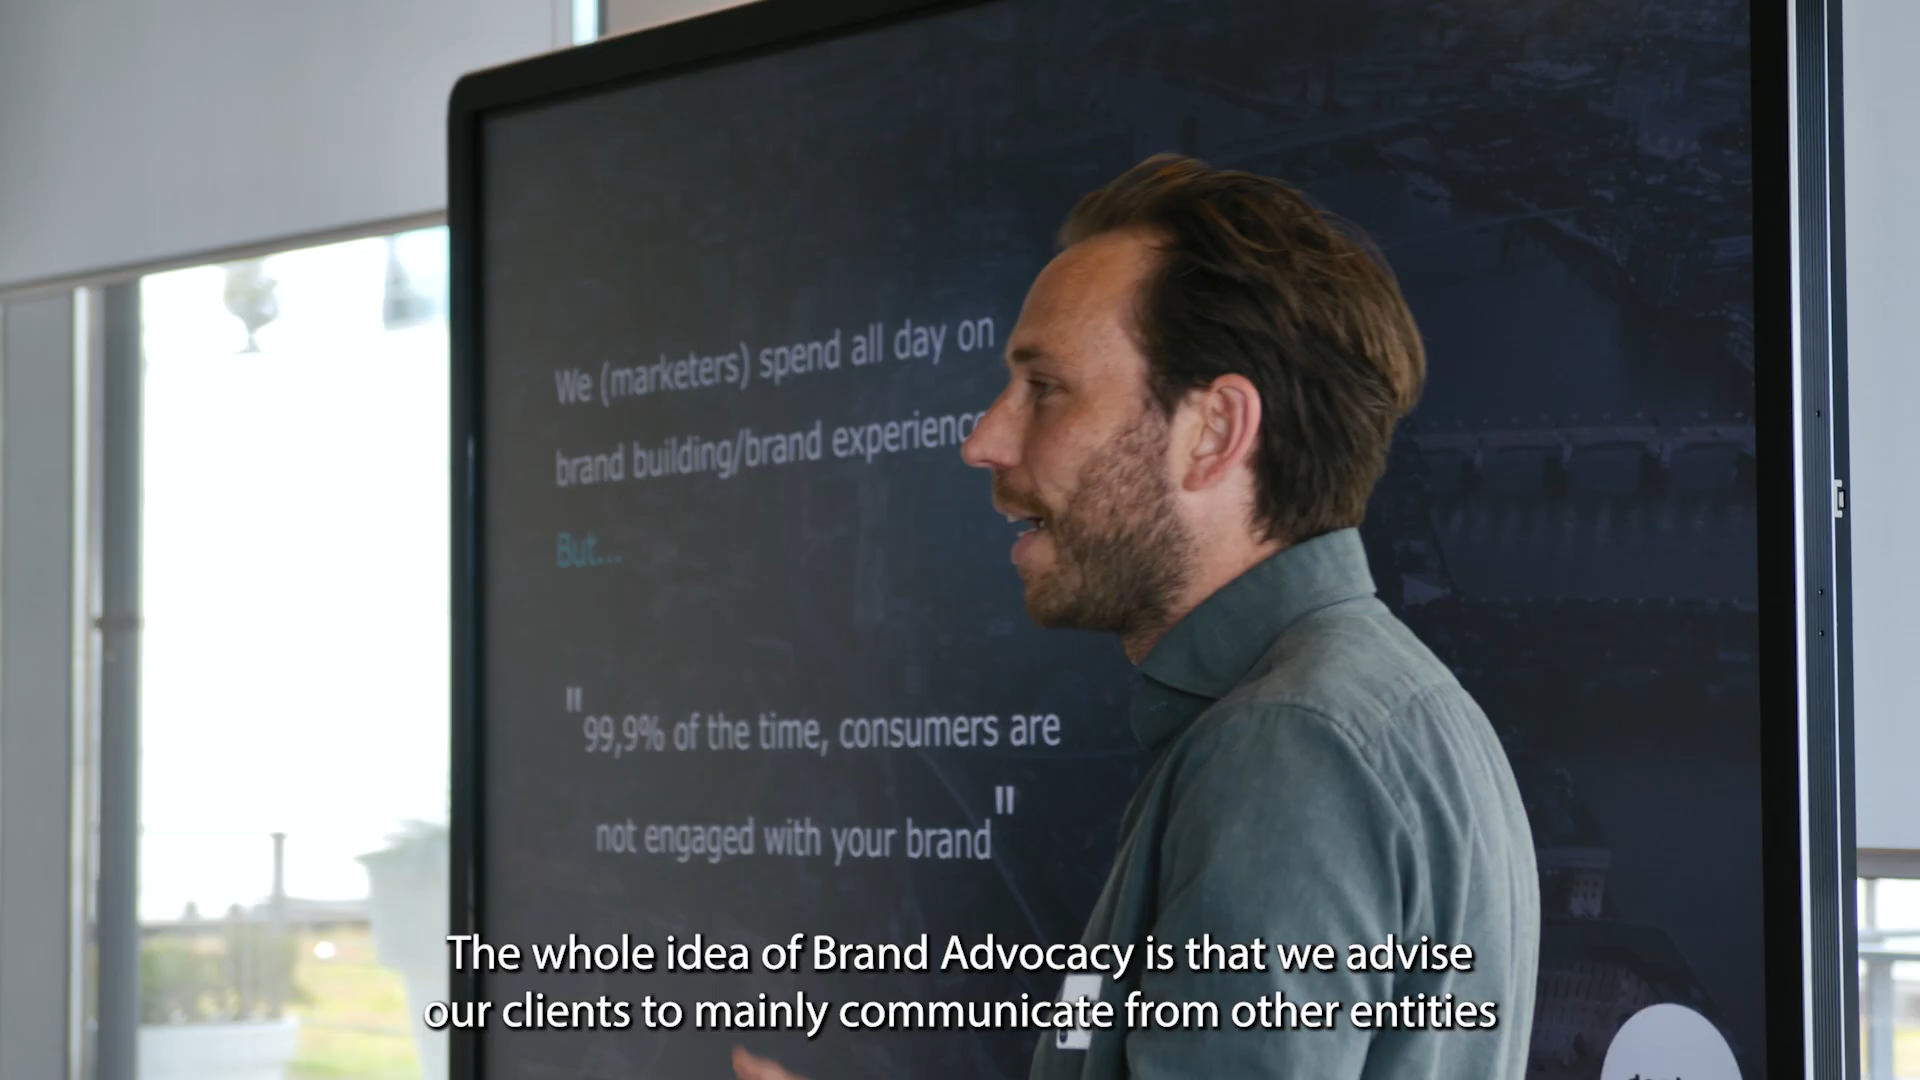 We (marketers) spend all day on
brand building/brand experience
But...
"99,9% of the time, consumers are
not engaged with your brand"
The whole idea of Brand Advocacy is that we advise
our clients to mainly communicate from other entities